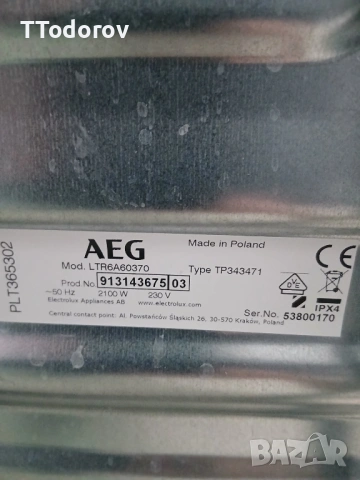 TTodorov
PLT365302
AEG
Made in Poland
Mod. LTR6A60370
Type TP343471
Prod.No. 913143675 03
~50 Hz 2100 W 230 V
Electrolux Appliances AB www.electrolux.com
IPX4
Ser.No. 53800170
Central contact point: Al. Powstańców Śląskich 26, 30-570 Kraków, Poland
BAZAR
bg